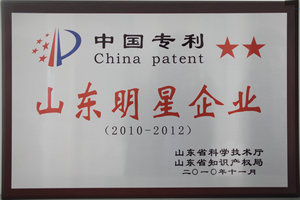 中国专利
China patent
山东明星企业
(2010-2012)
山东省科学技术厅
山东省知识产权局
二〇一〇年十一月